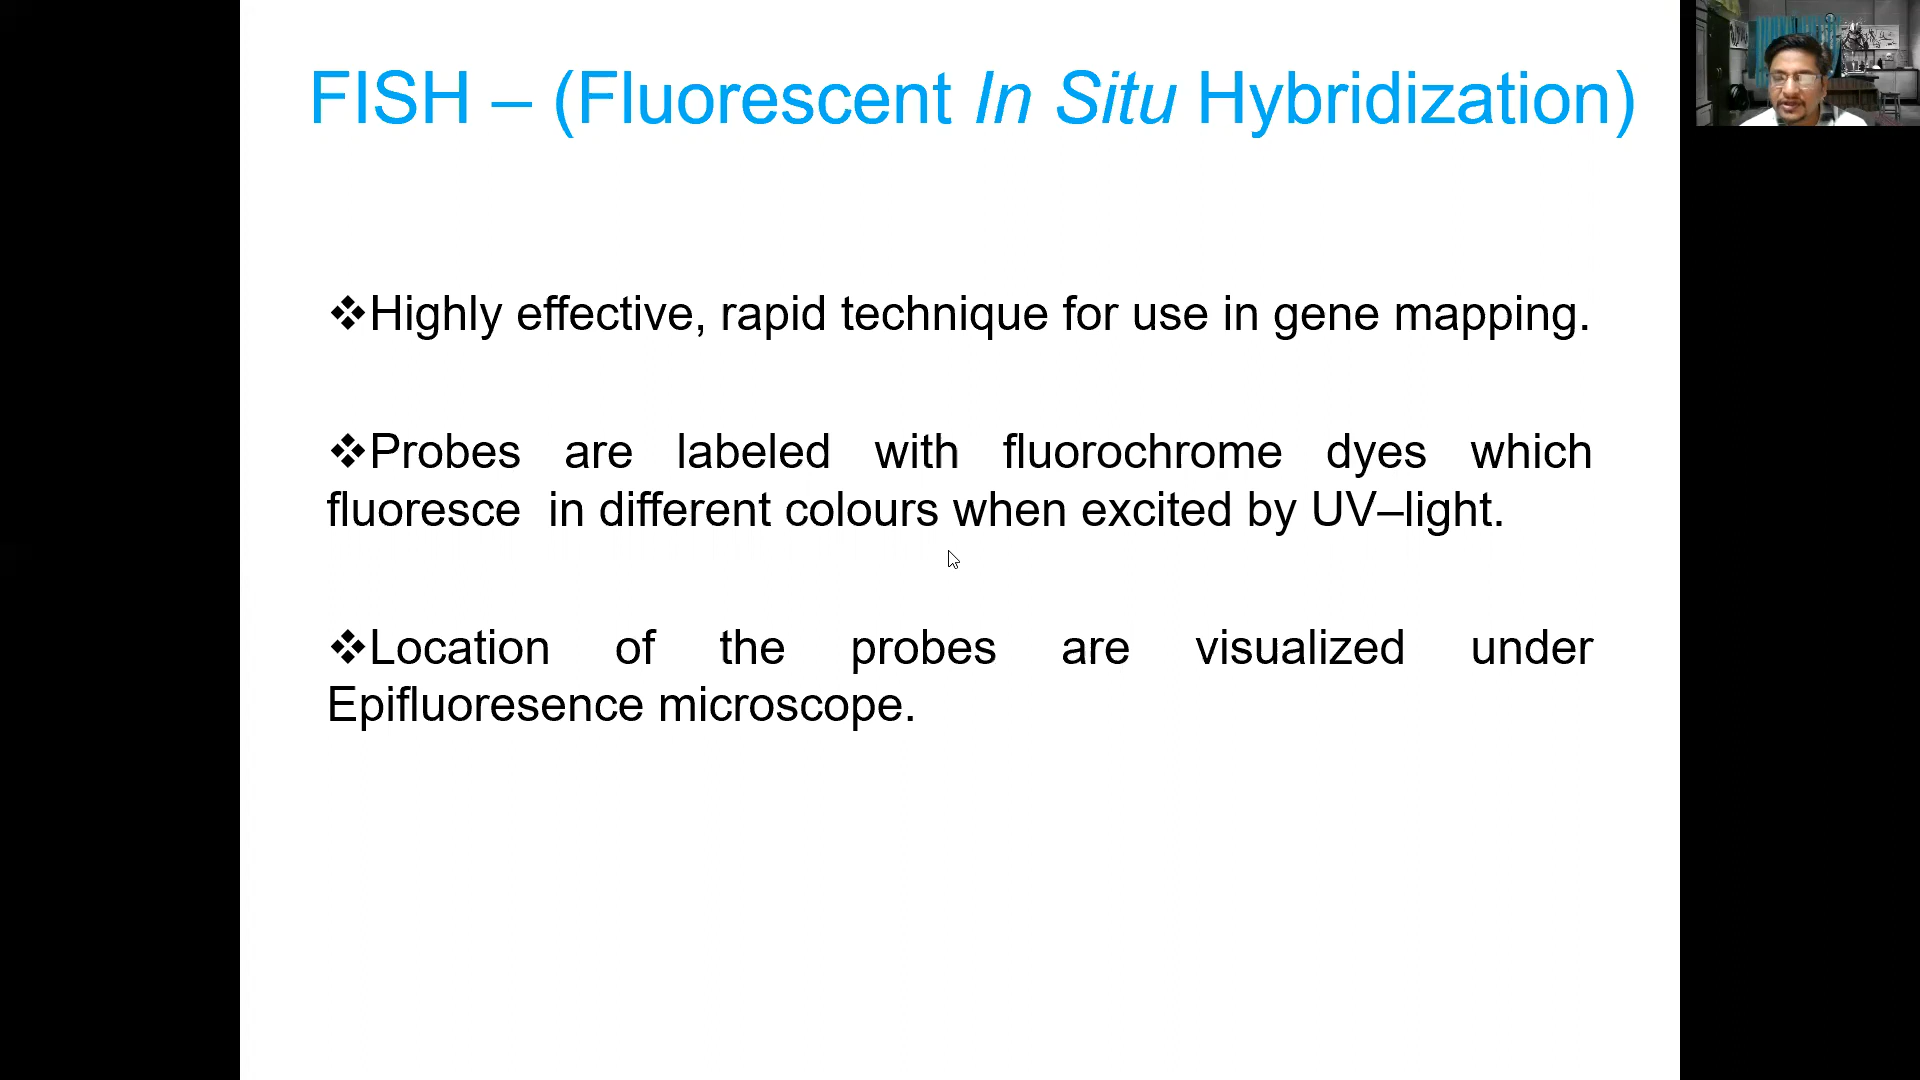 FISH – (Fluorescent In Situ Hybridization)
❖Highly effective, rapid technique for use in gene mapping.
❖Probes are labeled with fluorochrome dyes which
fluoresce in different colours when excited by UV–light.
❖Location of the probes are visualized under
Epifluoresence microscope.